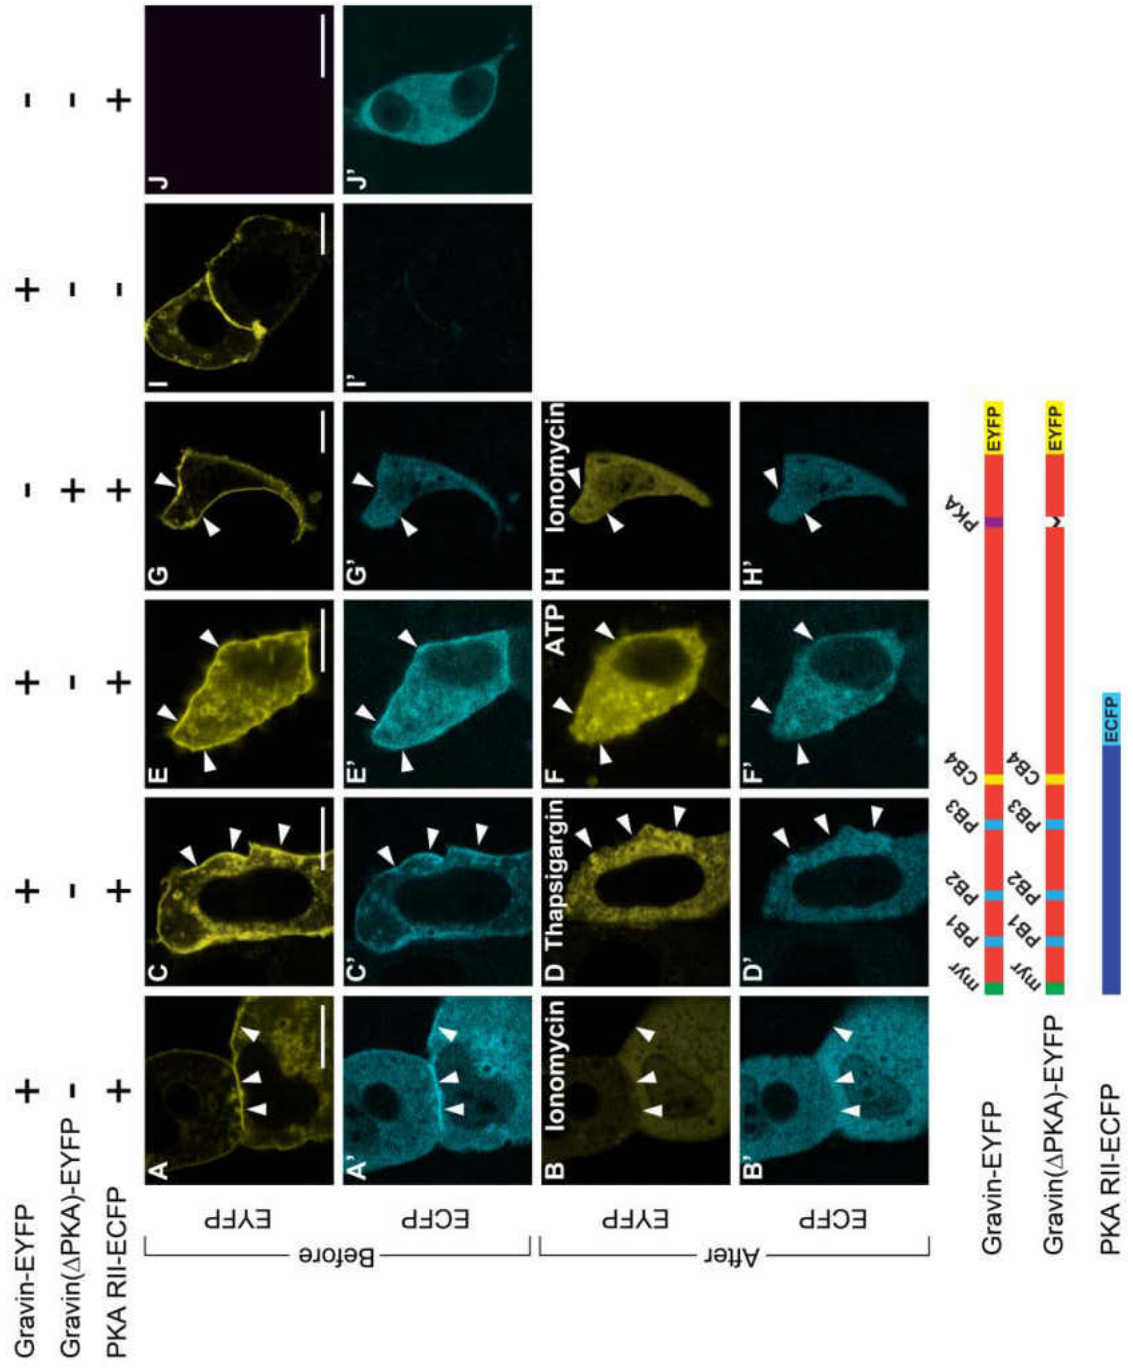 Gravin-EYFP + + + - + -
Gravin(ΔPKA)-EYFP - - - + - -
PKA RII-ECFP + + + + - +
Before
EYFP
A C E G I J
ECFP
A' C' E' G' I' J'
After
EYFP
B Ionomycin D Thapsigargin F ATP H Ionomycin
ECFP
B' D' F' H'
myr PB1 PB2 PB3 CB4 PKA
Gravin-EYFP EYFP
myr PB1 PB2 PB3 CB4
Gravin(ΔPKA)-EYFP EYFP
PKA RII-ECFP ECFP